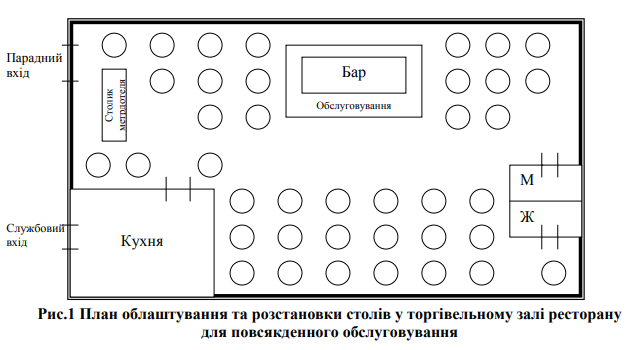 Парадний
вхід
Столик
метрдотеля
Бар
Обслуговування
М
Ж
Службовий
вхід
Кухня
Рис.1 План облаштування та розстановки столів у торгівельному залі ресторану
для повсякденного обслуговування